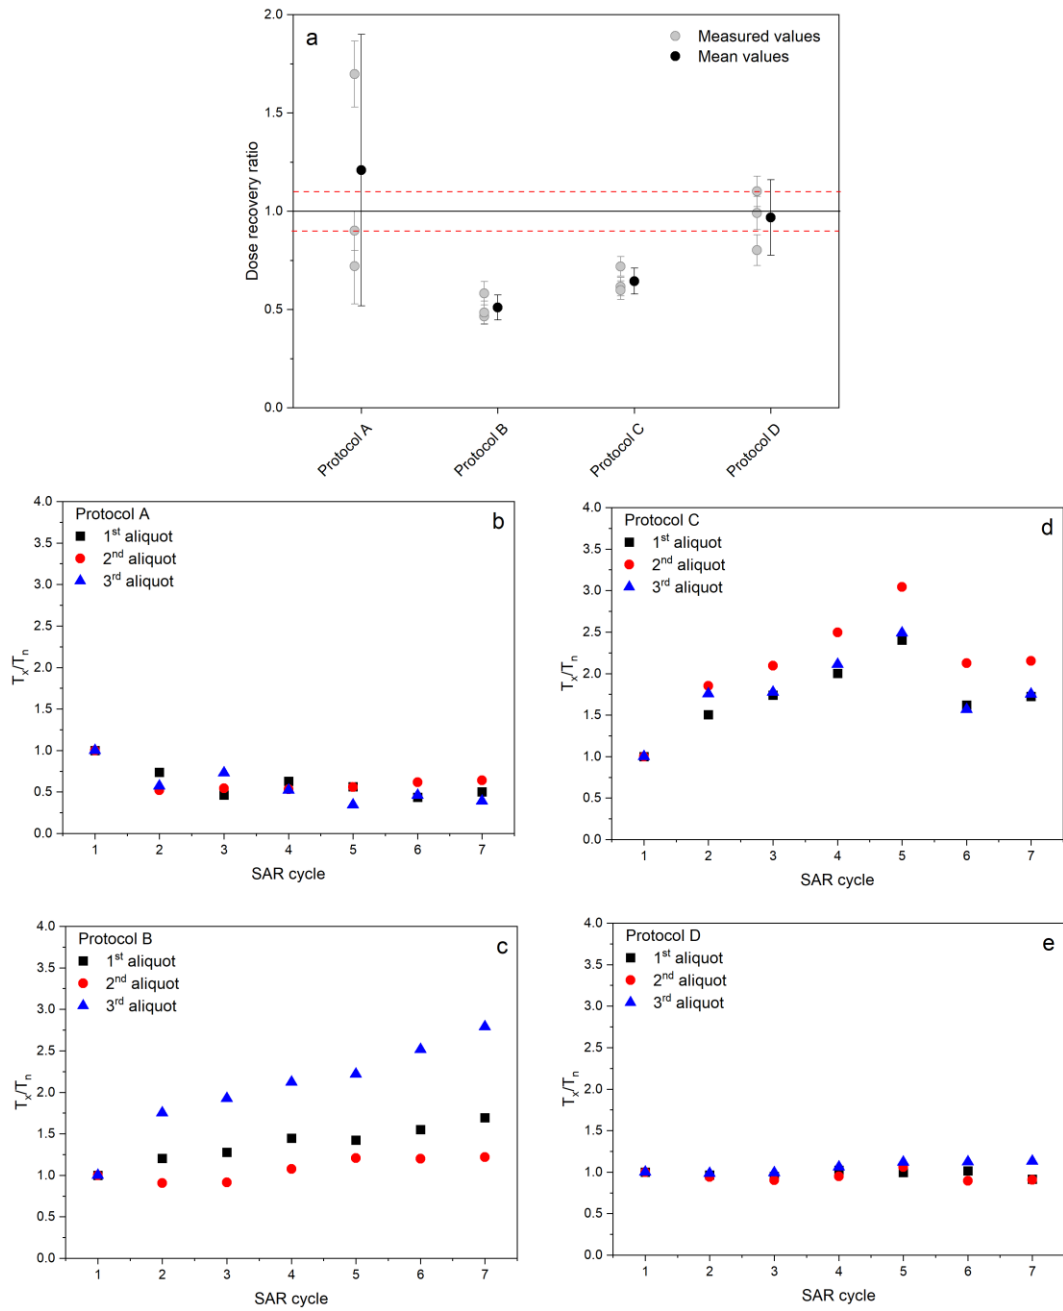 a
Measured values
Mean values
2.0
1.5
1.0
0.5
0.0
Dose recovery ratio
Protocol A
Protocol B
Protocol C
Protocol D
b
Protocol A
1st aliquot
2nd aliquot
3rd aliquot
4.0
3.5
3.0
2.5
2.0
1.5
1.0
0.5
0.0
Tx/Tn
1 2 3 4 5 6 7
SAR cycle
d
Protocol C
1st aliquot
2nd aliquot
3rd aliquot
4.0
3.5
3.0
2.5
2.0
1.5
1.0
0.5
0.0
Tx/Tn
1 2 3 4 5 6 7
SAR cycle
c
Protocol B
1st aliquot
2nd aliquot
3rd aliquot
4.0
3.5
3.0
2.5
2.0
1.5
1.0
0.5
0.0
Tx/Tn
1 2 3 4 5 6 7
SAR cycle
e
Protocol D
1st aliquot
2nd aliquot
3rd aliquot
4.0
3.5
3.0
2.5
2.0
1.5
1.0
0.5
0.0
Tx/Tn
1 2 3 4 5 6 7
SAR cycle